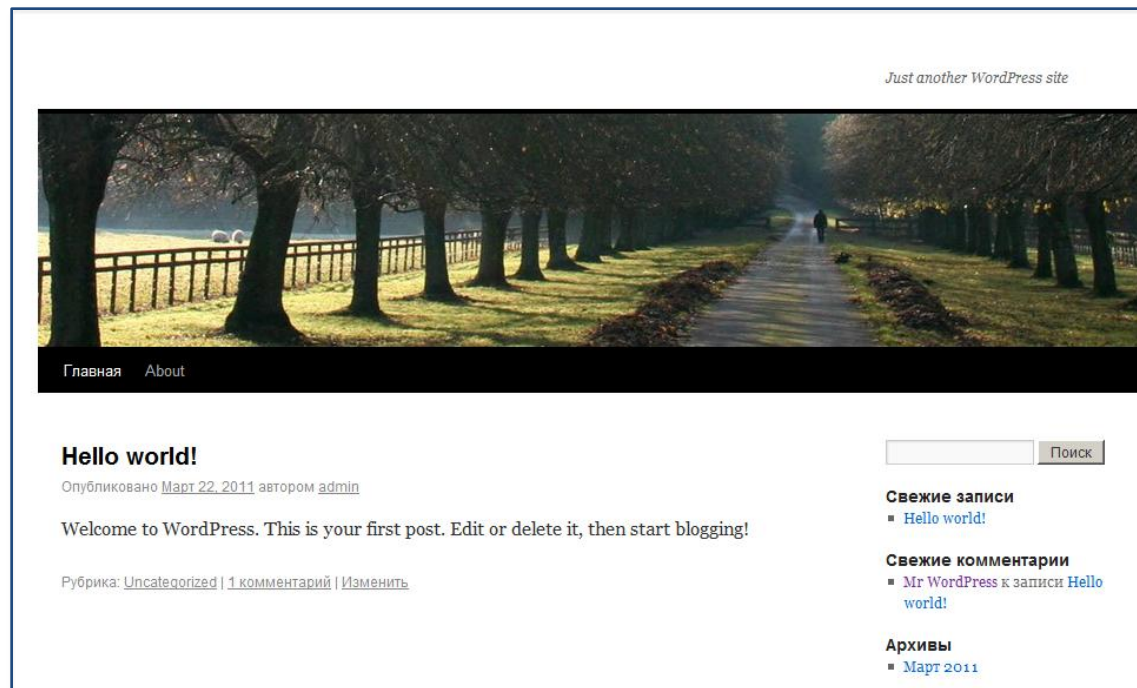 Just another WordPress site
Главная About
Hello world!
Опубликовано Март 22, 2011 автором admin
Welcome to WordPress. This is your first post. Edit or delete it, then start blogging!
Рубрика: Uncategorized | 1 комментарий | Изменить
Поиск
Свежие записи
Hello world!
Свежие комментарии
Mr WordPress к записи Hello
world!
Архивы
Март 2011